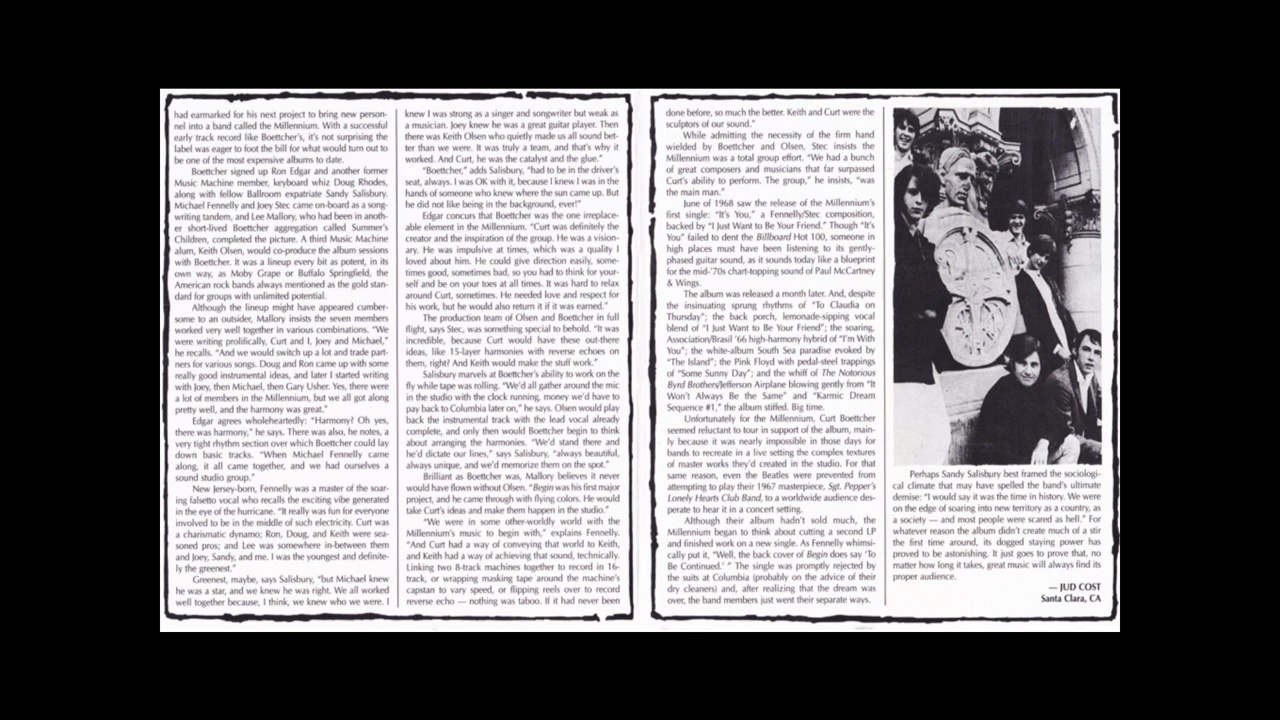 had earmarked for his next project to bring new person-
nel into a band called the Millennium. With a successful
early track record like Boettcher's, it's not surprising the
label was eager to foot the bill for what would turn out to
be one of the most expensive albums to date.
Boettcher signed up Ron Edgar and another former
Music Machine member, keyboard whiz Doug Rhodes,
along with fellow Ballroom expatriate Sandy Salisbury.
Michael Fennelly and Joey Stec came on-board as a song-
writing tandem, and Lee Mallory, who had been in anoth-
er short-lived Boettcher aggregation called Summer's
Children, completed the picture. A third Music Machine
alum, Keith Olsen, would co-produce the album sessions
with Boettcher. It was a lineup every bit as potent, in its
own way, as Moby Grape or Buffalo Springfield, the
American rock bands always mentioned as the gold stan-
dard for groups with unlimited potential.
Although the lineup might have appeared cumber-
some to an outsider, Mallory insists the seven members
worked very well together in various combinations. "We
were writing prolifically, Curt and I, Joey and Michael,"
he recalls. "And we would switch up a lot and trade part-
ners for various songs. Doug and Ron came up with some
really good instrumental ideas, and later I started writing
with Joey, then Michael, then Gary Usher. Yes, there were
a lot of members in the Millennium, but we all got along
pretty well, and the harmony was great."
Edgar agrees wholeheartedly: "Harmony? Oh yes,
there was harmony," he says. There was also, he notes, a
very tight rhythm section over which Boettcher could lay
down basic tracks. "When Michael Fennelly came
along, it all came together, and we had ourselves a
sound studio group."
New Jersey-born, Fennelly was a master of the soar-
ing falsetto vocal who recalls the exciting vibe generated
in the eye of the hurricane. "It really was fun for everyone
involved to be in the middle of such electricity. Curt was
a charismatic dynamo; Ron, Doug, and Keith were sea-
soned pros; and Lee was somewhere in-between them
and Joey, Sandy, and me. I was the youngest and definite-
ly the greenest."
Greenest, maybe, says Salisbury, "but Michael knew
he was a star, and we knew he was right. We all worked
well together because, I think, we knew who we were. I
knew I was strong as a singer and songwriter but weak as
a musician. Joey knew he was a great guitar player. Then
there was Keith Olsen who quietly made us all sound bet-
ter than we were. It was truly a team, and that's why it
worked. And Curt, he was the catalyst and the glue."
"Boettcher," adds Salisbury, "had to be in the driver's
seat, always. I was OK with it, because I knew I was in the
hands of someone who knew where the sun came up. But
he did not like being in the background, ever!"
Edgar concurs that Boettcher was the one irreplace-
able element in the Millennium. "Curt was definitely the
creator and the inspiration of the group. He was a vision-
ary. He was impulsive at times, which was a quality I
loved about him. He could give direction easily, some-
times good, sometimes bad, so you had to think for your-
self and be on your toes at all times. It was hard to relax
around Curt, sometimes. He needed love and respect for
his work, but he would also return it if it was earned."
The production team of Olsen and Boettcher in full
flight, says Stec, was something special to behold. "It was
incredible, because Curt would have these out-there
ideas, like 15-layer harmonies with reverse echoes on
them, right? And Keith would make the stuff work."
Salisbury marvels at Boettcher's ability to work on the
fly while tape was rolling. "We'd all gather around the mic
in the studio with the clock running, money we'd have to
pay back to Columbia later on," he says. Olsen would play
back the instrumental track with the lead vocal already
complete, and only then would Boettcher begin to think
about arranging the harmonies. "We'd stand there and
he'd dictate our lines," says Salisbury, "always beautiful,
always unique, and we'd memorize them on the spot."
Brilliant as Boettcher was, Mallory believes it never
would have flown without Olsen. "Begin was his first major
project, and he came through with flying colors. He would
take Curt's ideas and make them happen in the studio."
"We were in some other-worldly world with the
Millennium's music to begin with," explains Fennelly.
"And Curt had a way of conveying that world to Keith,
and Keith had a way of achieving that sound, technically.
Linking two 8-track machines together to record in 16-
track, or wrapping masking tape around the machine's
capstan to vary speed, or flipping reels over to record
reverse echo — nothing was taboo. If it had never been
done before, so much the better. Keith and Curt were the
sculptors of our sound."
While admitting the necessity of the firm hand
wielded by Boettcher and Olsen, Stec insists the
Millennium was a total group effort. "We had a bunch
of great composers and musicians that far surpassed
Curt's ability to perform. The group," he insists, "was
the main man."
June of 1968 saw the release of the Millennium's
first single: "It's You," a Fennelly/Stec composition,
backed by "I Just Want to Be Your Friend." Though "It's
You" failed to dent the Billboard Hot 100, someone in
high places must have been listening to its gently-
phased guitar sound, as it sounds today like a blueprint
for the mid-'70s chart-topping sound of Paul McCartney
& Wings.
The album was released a month later. And, despite
the insinuating sprung rhythms of "To Claudia on
Thursday"; the back porch, lemonade-sipping vocal
blend of "I Just Want to Be Your Friend"; the soaring,
Association/Brasil '66 high-harmony hybrid of "I'm With
You"; the white-album South Sea paradise evoked by
"The Island"; the Pink Floyd with pedal-steel trappings
of "Some Sunny Day"; and the whiff of The Notorious
Byrd Brothers/Jefferson Airplane blowing gently from "It
Won't Always Be the Same" and "Karmic Dream
Sequence #1," the album stiffed. Big time.
Unfortunately for the Millennium, Curt Boettcher
seemed reluctant to tour in support of the album, main-
ly because it was nearly impossible in those days for
bands to recreate in a live setting the complex textures
of master works they'd created in the studio. For that
same reason, even the Beatles were prevented from
attempting to play their 1967 masterpiece, Sgt. Pepper's
Lonely Hearts Club Band, to a worldwide audience des-
perate to hear it in a concert setting.
Although their album hadn't sold much, the
Millennium began to think about cutting a second LP
and finished work on a new single. As Fennelly whimsi-
cally put it, "Well, the back cover of Begin does say 'To
Be Continued.' " The single was promptly rejected by
the suits at Columbia (probably on the advice of their
dry cleaners) and, after realizing that the dream was
over, the band members just went their separate ways.
Perhaps Sandy Salisbury best framed the sociologi-
cal climate that may have spelled the band's ultimate
demise: "I would say it was the time in history. We were
on the edge of soaring into new territory as a country, as
a society — and most people were scared as hell." For
whatever reason the album didn't create much of a stir
the first time around, its dogged staying power has
proved to be astonishing. It just goes to prove that, no
matter how long it takes, great music will always find its
proper audience.
— JUD COST
Santa Clara, CA